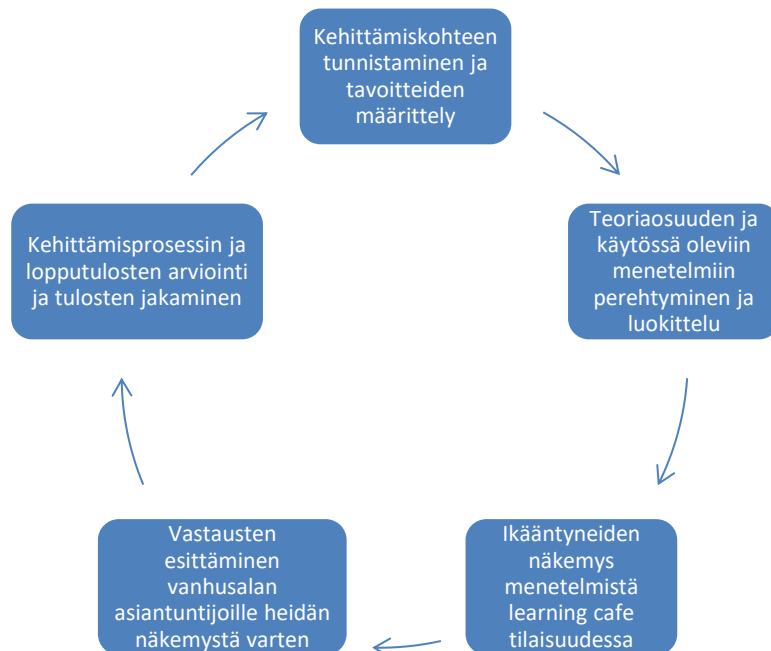 Kehittämiskohteen
tunnistaminen ja
tavoitteiden
määrittely
Teoriaosuuden ja
käytössä oleviin
menetelmiin
perehtyminen ja
luokittelu
Ikääntyneiden
näkemys
menetelmistä
learning cafe
tilaisuudessa
Vastausten
esittäminen
vanhusalan
asiantuntijoille heidän
näkemystä varten
Kehittämisprosessin ja
lopputulosten arviointi
ja tulosten jakaminen